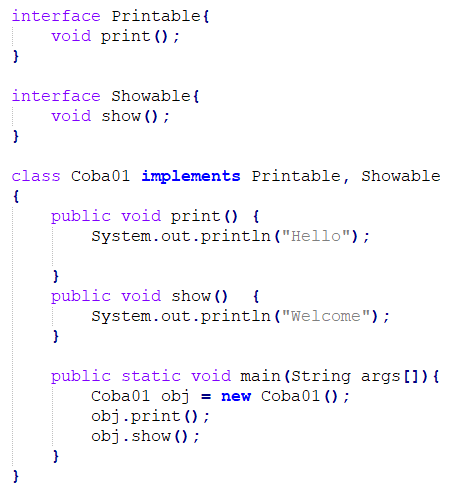 interface Printable{
    void print();
}

interface Showable{
    void show();
}

class Coba01 implements Printable, Showable
{
    public void print() {
        System.out.println("Hello");

    }
    public void show()  {
        System.out.println("Welcome");
    }

    public static void main(String args[]){
        Coba01 obj = new Coba01();
        obj.print();
        obj.show();
    }
}